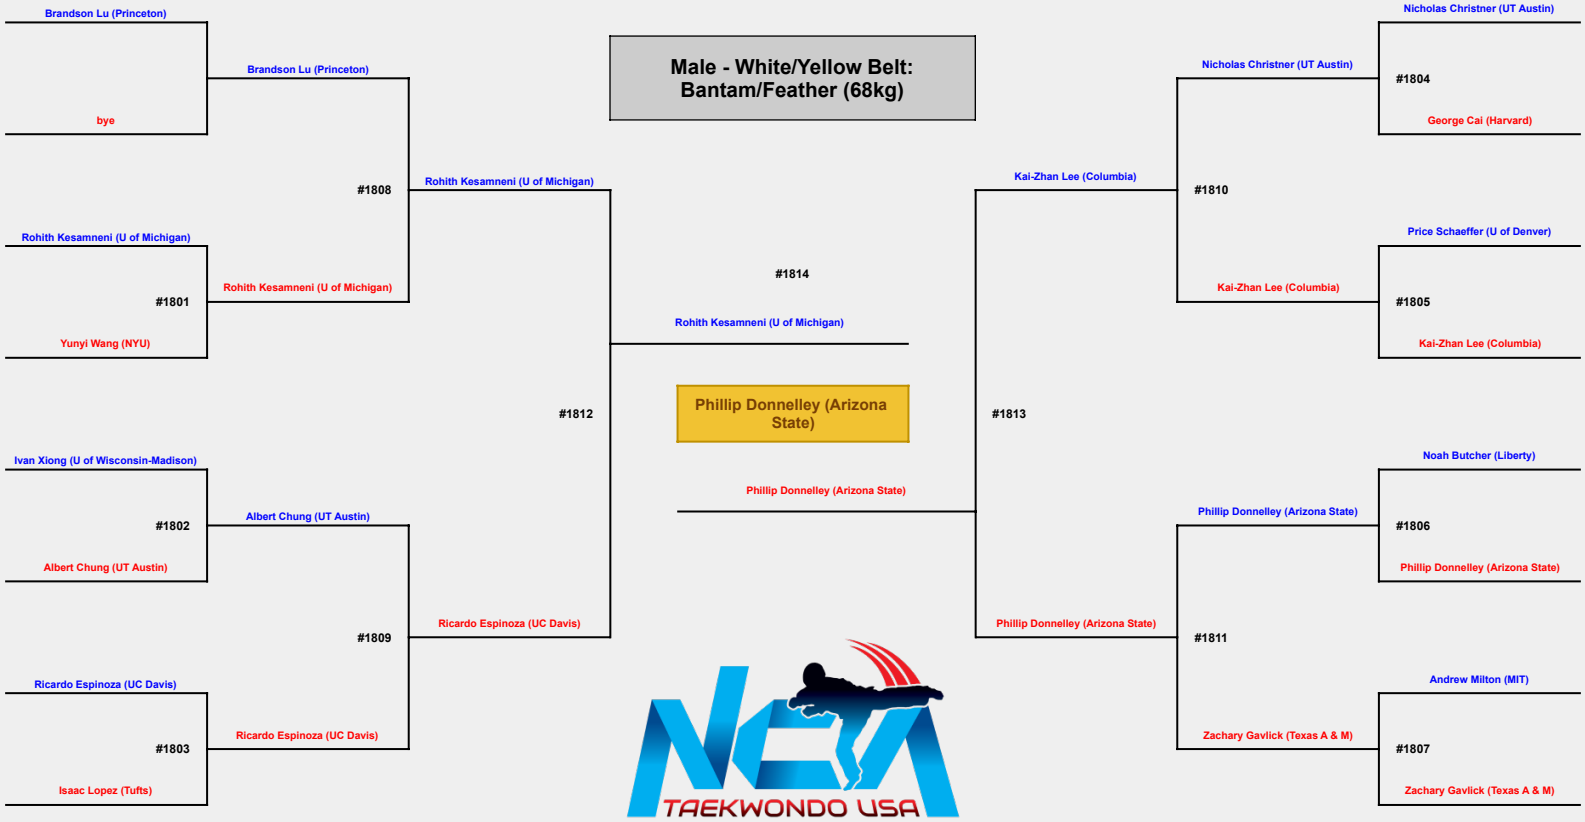 Brandson Lu (Princeton)
Nicholas Christner (UT Austin)
Male - White/Yellow Belt:
Bantam/Feather (68kg)
Brandson Lu (Princeton)
Nicholas Christner (UT Austin)
#1804
bye
George Cai (Harvard)
#1808
Rohith Kesamneni (U of Michigan)
Kai-Zhan Lee (Columbia)
#1810
Rohith Kesamneni (U of Michigan)
Price Schaeffer (U of Denver)
#1814
Rohith Kesamneni (U of Michigan)
Kai-Zhan Lee (Columbia)
#1801
#1805
Rohith Kesamneni (U of Michigan)
Yunyi Wang (NYU)
Kai-Zhan Lee (Columbia)
Phillip Donnelley (Arizona
State)
#1812
#1813
Ivan Xiong (U of Wisconsin-Madison)
Noah Butcher (Liberty)
Phillip Donnelley (Arizona State)
Albert Chung (UT Austin)
Phillip Donnelley (Arizona State)
#1802
#1806
Albert Chung (UT Austin)
Phillip Donnelley (Arizona State)
Ricardo Espinoza (UC Davis)
Phillip Donnelley (Arizona State)
#1809
#1811
Ricardo Espinoza (UC Davis)
Andrew Milton (MIT)
Ricardo Espinoza (UC Davis)
Zachary Gavlick (Texas A & M)
#1803
#1807
Isaac Lopez (Tufts)
Zachary Gavlick (Texas A & M)
NCTA
TAEKWONDO USA